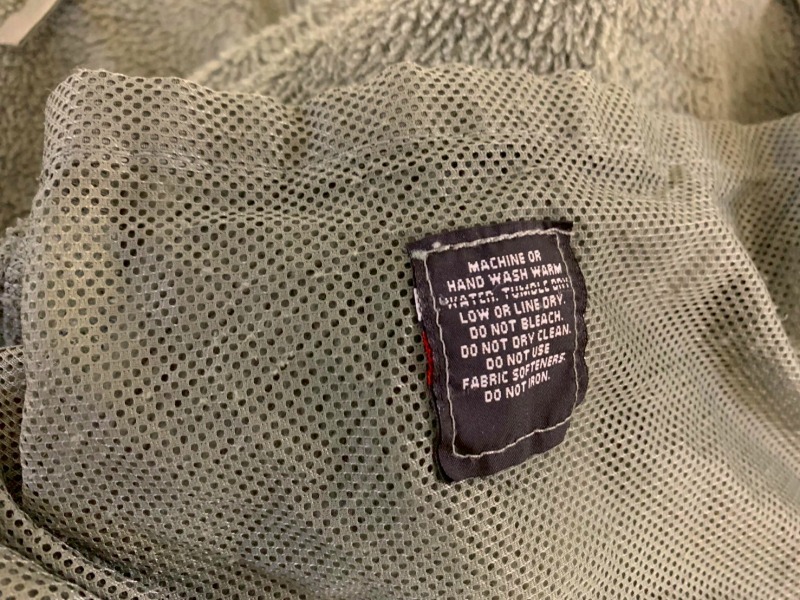 MACHINE OR
HAND WASH WARM
WATER. TUMBLE DRY
LOW OR LINE DRY.
DO NOT BLEACH.
DO NOT DRY CLEAN.
DO NOT USE
FABRIC SOFTENERS.
DO NOT IRON.